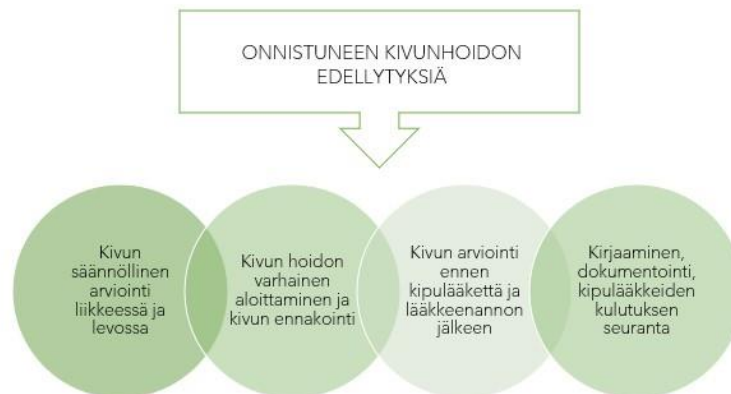 ONNISTUNEEN KIVUNHOIDON
EDELLYTYKSIÄ
Kivun
säännöllinen
arviointi
liikkeessä ja
levossa
Kivun hoidon
varhainen
aloittaminen ja
kivun ennakointi
Kivun arviointi
ennen
kipulääkettä ja
lääkkeenannon
jälkeen
Kirjaaminen,
dokumentointi,
kipulääkkeiden
kulutuksen
seuranta